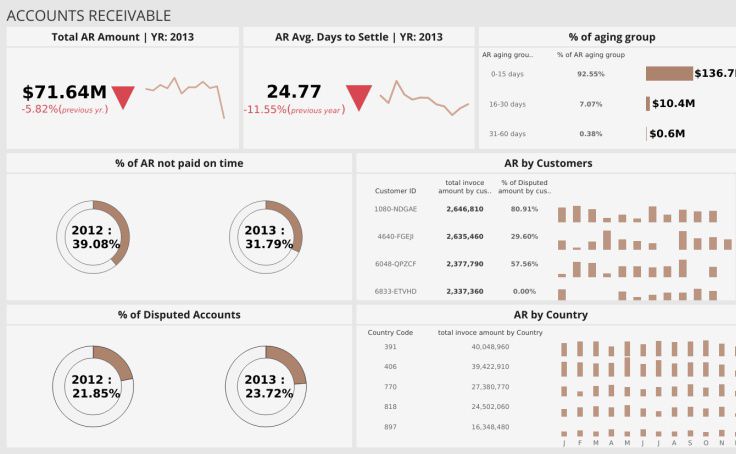 ACCOUNTS RECEIVABLE
Total AR Amount | YR: 2013
$71.64M
-5.82%(previous yr.)
AR Avg. Days to Settle | YR: 2013
24.77
-11.55%(previous year )
% of aging group
AR aging grou.. % of AR aging group
0-15 days 92.55% $136.7
16-30 days 7.07% $10.4M
31-60 days 0.38% $0.6M
% of AR not paid on time
2012 :
39.08%
2013 :
31.79%
AR by Customers
Customer ID
total invoce
amount by cus..
% of Disputed
amount by cus..
1080-NDGAE 2,646,810 80.91%
4640-FGEJI 2,635,460 29.60%
6048-QPZCF 2,377,790 57.56%
6833-ETVHD 2,337,360 0.00%
% of Disputed Accounts
2012 :
21.85%
2013 :
23.72%
AR by Country
Country Code total invoce amount by Country
391 40,048,960
406 39,422,910
770 27,380,770
818 24,502,060
897 16,348,480
J F M A M J J A S O N